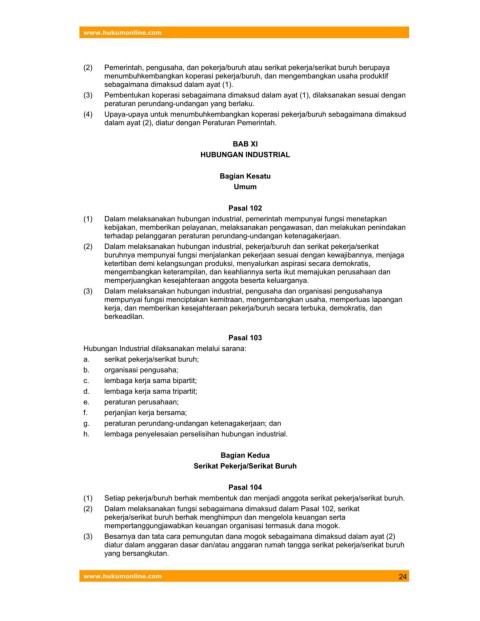 www.hukumonline.com
(2) Pemerintah, pengusaha, dan pekerja/buruh atau serikat pekerja/serikat buruh berupaya
menumbuhkembangkan koperasi pekerja/buruh, dan mengembangkan usaha produktif
sebagaimana dimaksud dalam ayat (1).
(3) Pembentukan koperasi sebagaimana dimaksud dalam ayat (1), dilaksanakan sesuai dengan
peraturan perundang-undangan yang berlaku.
(4) Upaya-upaya untuk menumbuhkembangkan koperasi pekerja/buruh sebagaimana dimaksud
dalam ayat (2), diatur dengan Peraturan Pemerintah.
BAB XI
HUBUNGAN INDUSTRIAL
Bagian Kesatu
Umum
Pasal 102
(1) Dalam melaksanakan hubungan industrial, pemerintah mempunyai fungsi menetapkan
kebijakan, memberikan pelayanan, melaksanakan pengawasan, dan melakukan penindakan
terhadap pelanggaran peraturan perundang-undangan ketenagakerjaan.
(2) Dalam melaksanakan hubungan industrial, pekerja/buruh dan serikat pekerja/serikat
buruhnya mempunyai fungsi menjalankan pekerjaan sesuai dengan kewajibannya, menjaga
ketertiban demi kelangsungan produksi, menyalurkan aspirasi secara demokratis,
mengembangkan keterampilan, dan keahliannya serta ikut memajukan perusahaan dan
memperjuangkan kesejahteraan anggota beserta keluarganya.
(3) Dalam melaksanakan hubungan industrial, pengusaha dan organisasi pengusahanya
mempunyai fungsi menciptakan kemitraan, mengembangkan usaha, memperluas lapangan
kerja, dan memberikan kesejahteraan pekerja/buruh secara terbuka, demokratis, dan
berkeadilan.
Pasal 103
Hubungan Industrial dilaksanakan melalui sarana:
a. serikat pekerja/serikat buruh;
b. organisasi pengusaha;
c. lembaga kerja sama bipartit;
d. lembaga kerja sama tripartit;
e. peraturan perusahaan;
f. perjanjian kerja bersama;
g. peraturan perundang-undangan ketenagakerjaan; dan
h. lembaga penyelesaian perselisihan hubungan industrial.
Bagian Kedua
Serikat Pekerja/Serikat Buruh
Pasal 104
(1) Setiap pekerja/buruh berhak membentuk dan menjadi anggota serikat pekerja/serikat buruh.
(2) Dalam melaksanakan fungsi sebagaimana dimaksud dalam Pasal 102, serikat
pekerja/serikat buruh berhak menghimpun dan mengelola keuangan serta
mempertanggungjawabkan keuangan organisasi termasuk dana mogok.
(3) Besarnya dan tata cara pemungutan dana mogok sebagaimana dimaksud dalam ayat (2)
diatur dalam anggaran dasar dan/atau anggaran rumah tangga serikat pekerja/serikat buruh
yang bersangkutan.
www.hukumonline.com 24